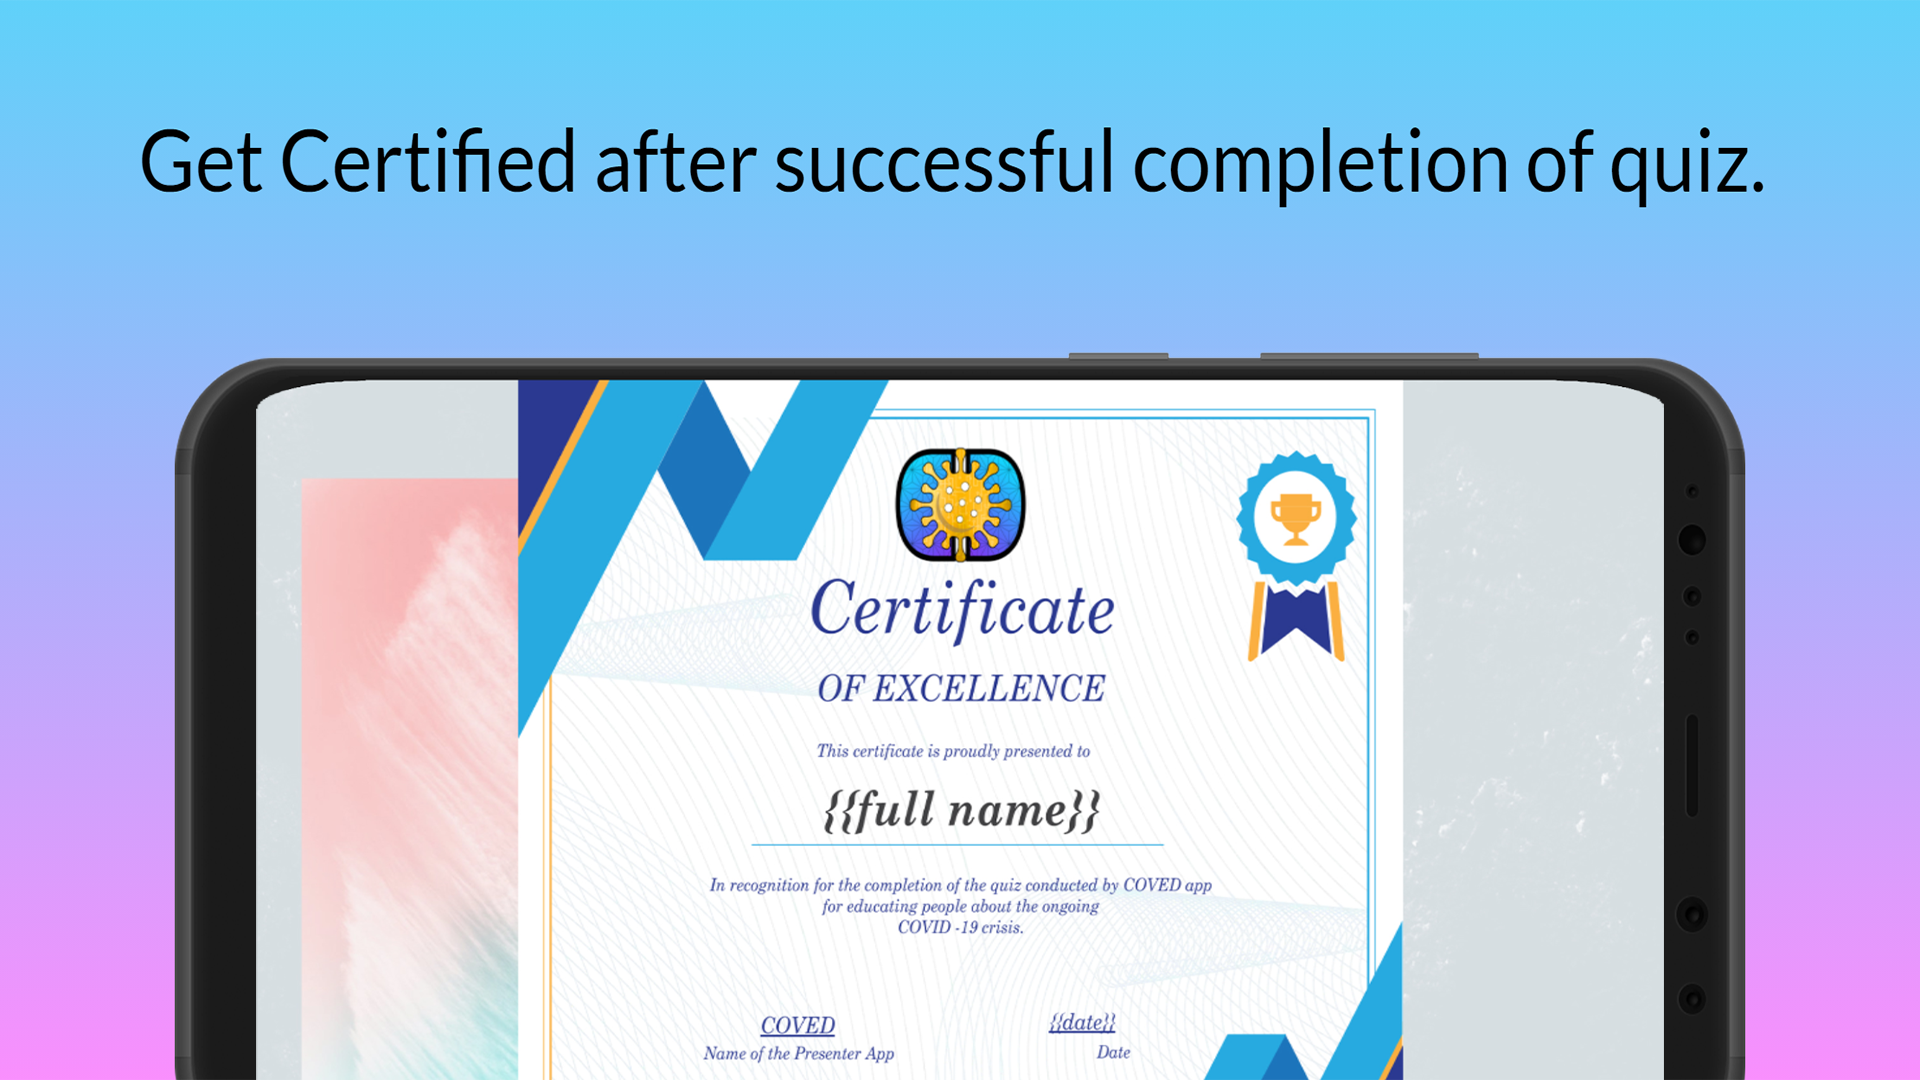 Get Certified after successful completion of quiz.
Certificate
OF EXCELLENCE
This certificate is proudly presented to
{{full name}}
In recognition for the completion of the quiz conducted by COVED app
for educating people about the ongoing
COVID -19 crisis.
COVED
Name of the Presenter App
{{date}}
Date